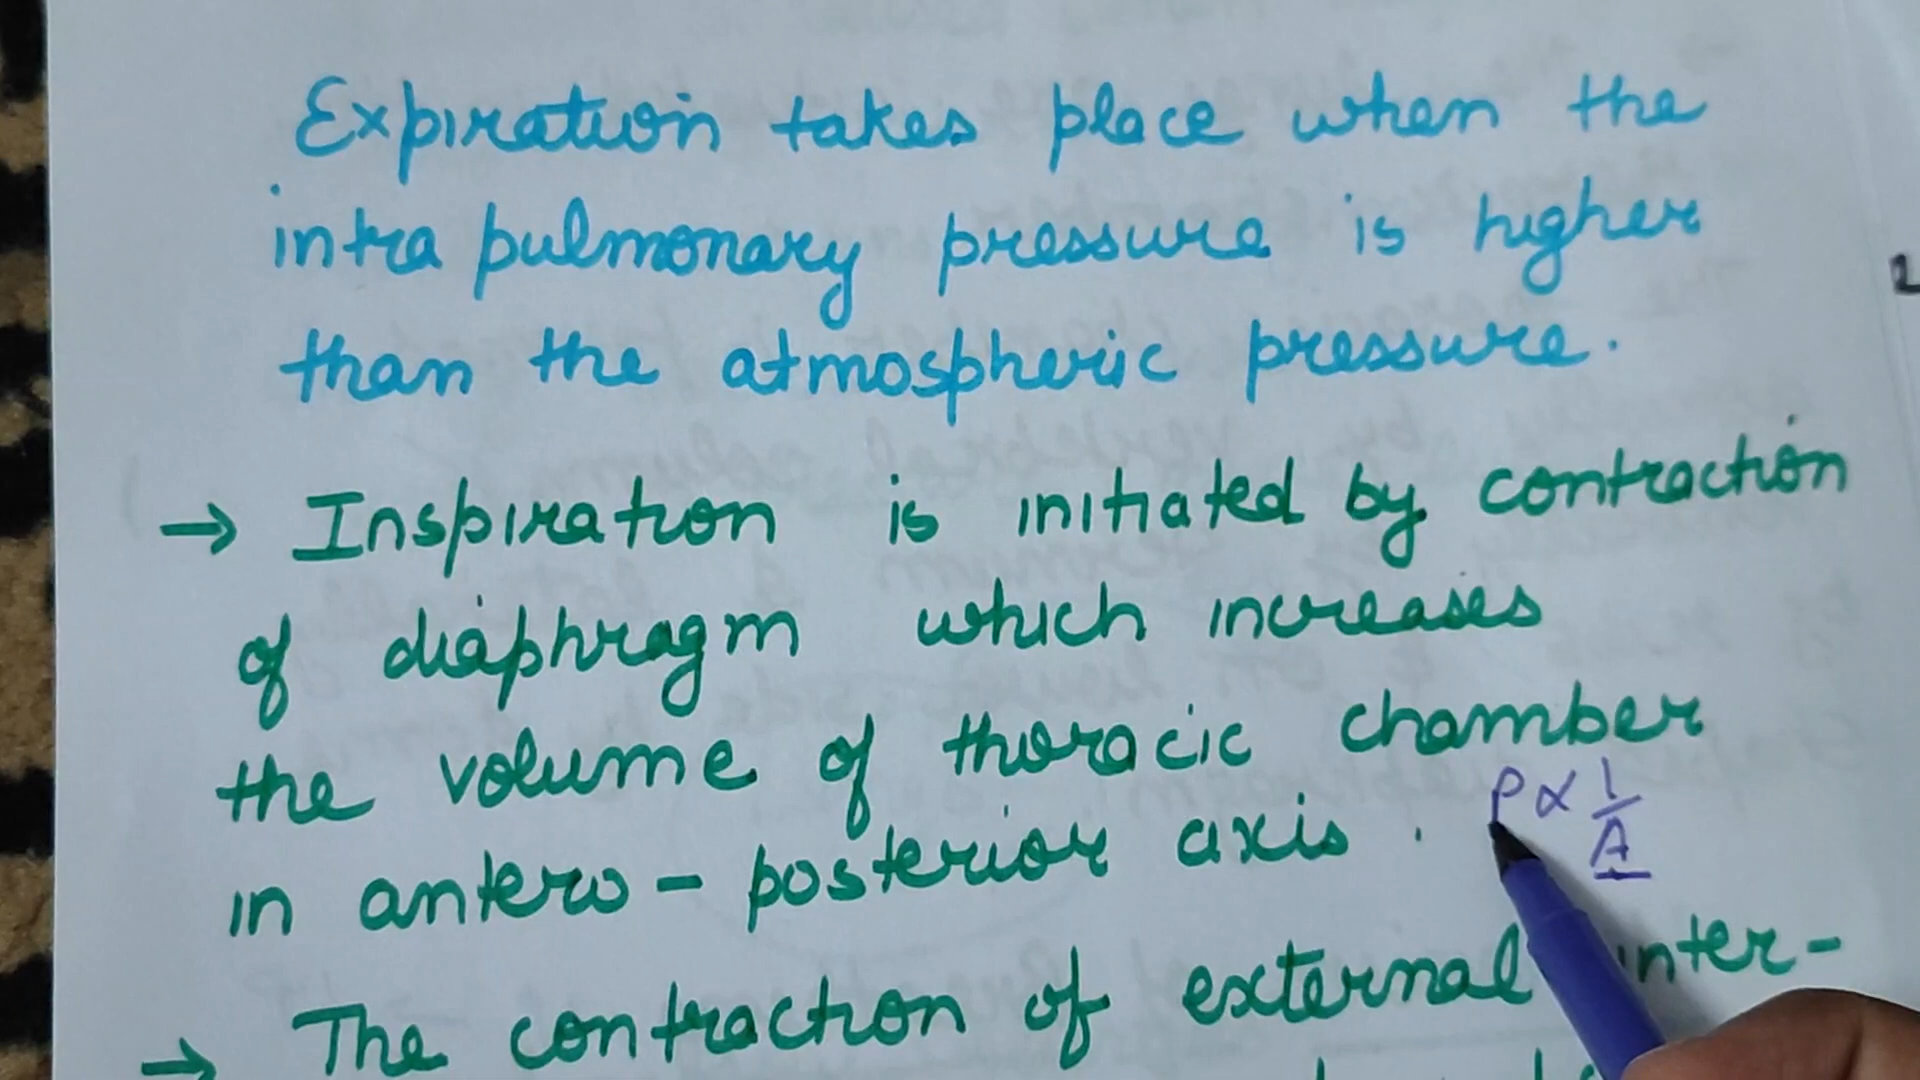 Expiration takes place when the
intra pulmonary pressure is higher
than the atmospheric pressure.
→ Inspiration is initiated by contraction
of diaphragm which increases
the volume of thoracic chamber
in antero - posterior axis.
P ∝ 1/A
→ The contraction of external inter-